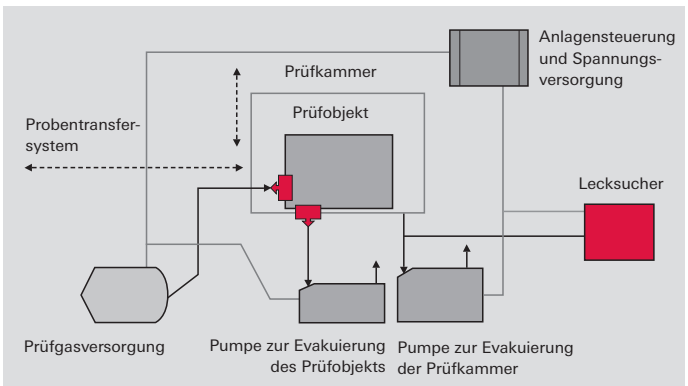 Anlagensteuerung
und Spannungs-
versorgung
Prüfkammer
Prüfobjekt
Probentransfer-
system
Lecksucher
Prüfgasversorgung
Pumpe zur Evakuierung
des Prüfobjekts
Pumpe zur Evakuierung
der Prüfkammer